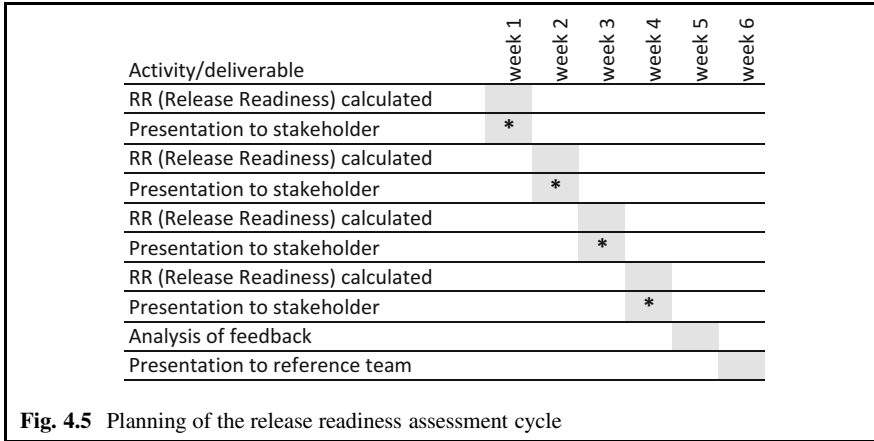 Activity/deliverable week 1 week 2 week 3 week 4 week 5 week 6
RR (Release Readiness) calculated
Presentation to stakeholder *
RR (Release Readiness) calculated
Presentation to stakeholder *
RR (Release Readiness) calculated
Presentation to stakeholder *
RR (Release Readiness) calculated
Presentation to stakeholder *
Analysis of feedback
Presentation to reference team
Fig. 4.5 Planning of the release readiness assessment cycle